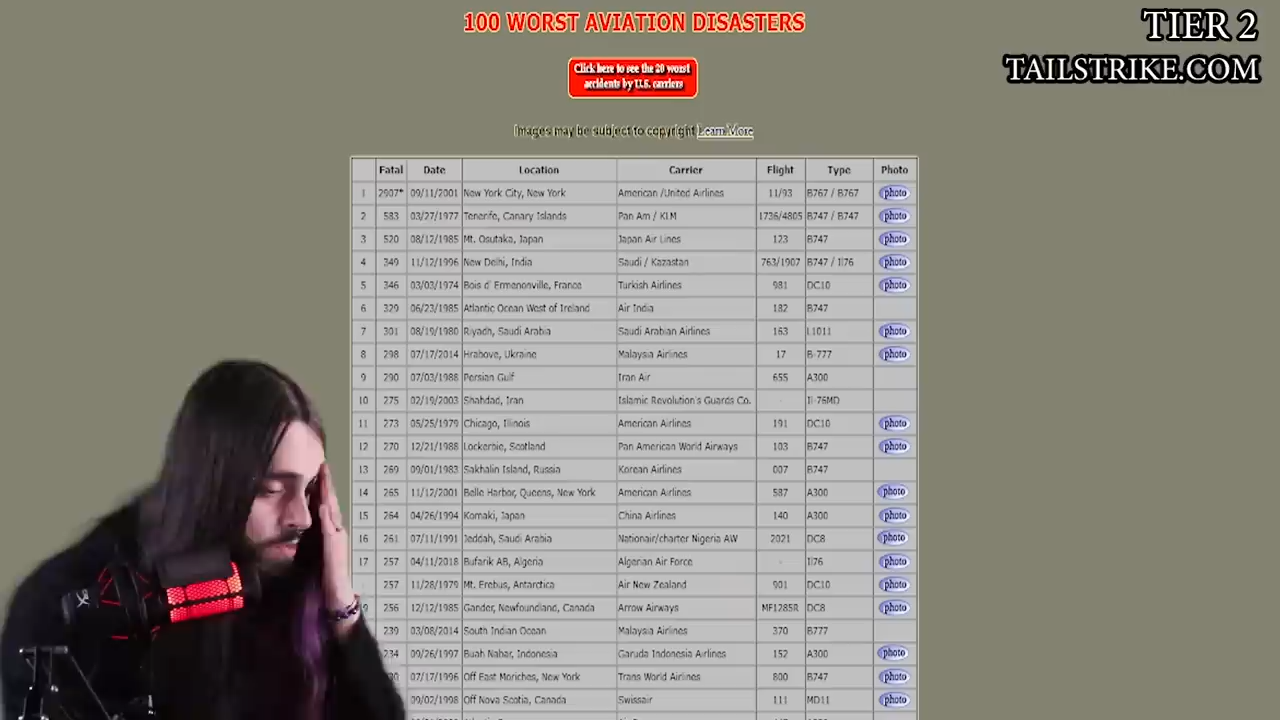 100 WORST AVIATION DISASTERS
TIER 2
TAILSTRIKE.COM
Click here to see the 20 worst
accidents by U.S. carriers
Images may be subject to copyright Learn More
Fatal Date Location Carrier Flight Type Photo
1 2907* 09/11/2001 New York City, New York American /United Airlines 11/93 B767 / B767 photo
2 583 03/27/1977 Tenerife, Canary Islands Pan Am / KLM 1736/4805 B747 / B747 photo
3 520 08/12/1985 Mt. Osutaka, Japan Japan Air Lines 123 B747 photo
4 349 11/12/1996 New Delhi, India Saudi / Kazastan 763/1907 B747 / Il76 photo
5 346 03/03/1974 Bois d' Ermenonville, France Turkish Airlines 981 DC10 photo
6 329 06/23/1985 Atlantic Ocean West of Ireland Air India 182 B747
7 301 08/19/1980 Riyadh, Saudi Arabia Saudi Arabian Airlines 163 L1011 photo
8 298 07/17/2014 Hrabove, Ukraine Malaysia Airlines 17 B-777 photo
9 290 07/03/1988 Persian Gulf Iran Air 655 A300
10 275 02/19/2003 Shahdad, Iran Islamic Revolution's Guards Co. - Il-76MD
11 273 05/25/1979 Chicago, Illinois American Airlines 191 DC10 photo
12 270 12/21/1988 Lockerbie, Scotland Pan American World Airways 103 B747 photo
13 269 09/01/1983 Sakhalin Island, Russia Korean Airlines 007 B747
14 265 11/12/2001 Belle Harbor, Queens, New York American Airlines 587 A300 photo
15 264 04/26/1994 Komaki, Japan China Airlines 140 A300 photo
16 261 07/11/1991 Jeddah, Saudi Arabia Nationair/charter Nigeria AW 2021 DC8 photo
17 257 04/11/2018 Bufarik AB, Algeria Algerian Air Force - Il76 photo
257 11/28/1979 Mt. Erebus, Antarctica Air New Zealand 901 DC10 photo
256 12/12/1985 Gander, Newfoundland, Canada Arrow Airways MF1285R DC8 photo
239 03/08/2014 South Indian Ocean Malaysia Airlines 370 B777
234 09/26/1997 Buah Nabar, Indonesia Garuda Indonesia Airlines 152 A300 photo
07/17/1996 Off East Moriches, New York Trans World Airlines 800 B747 photo
09/02/1998 Off Nova Scotia, Canada Swissair 111 MD11 photo